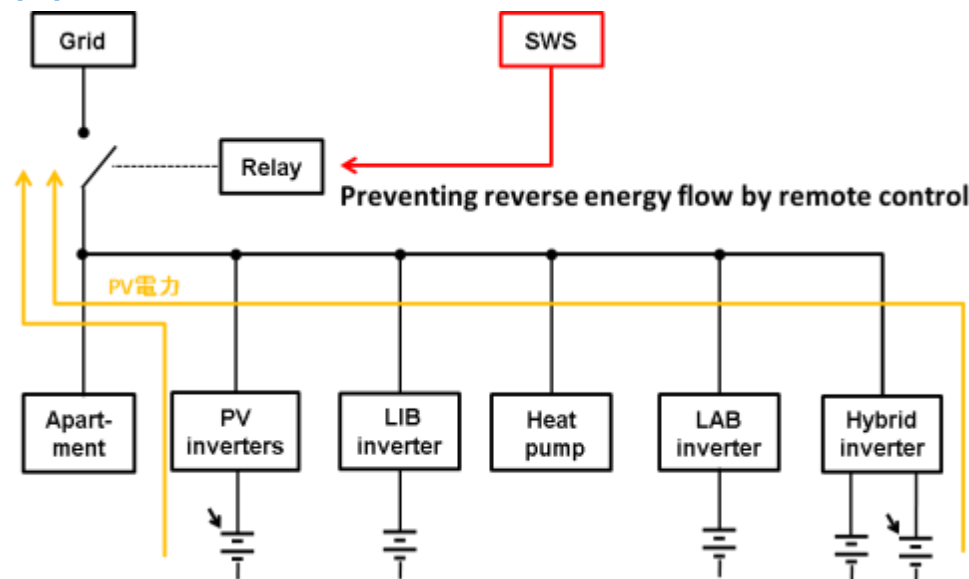 Grid
SWS
Relay
Preventing reverse energy flow by remote control
PV電力
Apart-
ment
PV
inverters
LIB
inverter
Heat
pump
LAB
inverter
Hybrid
inverter